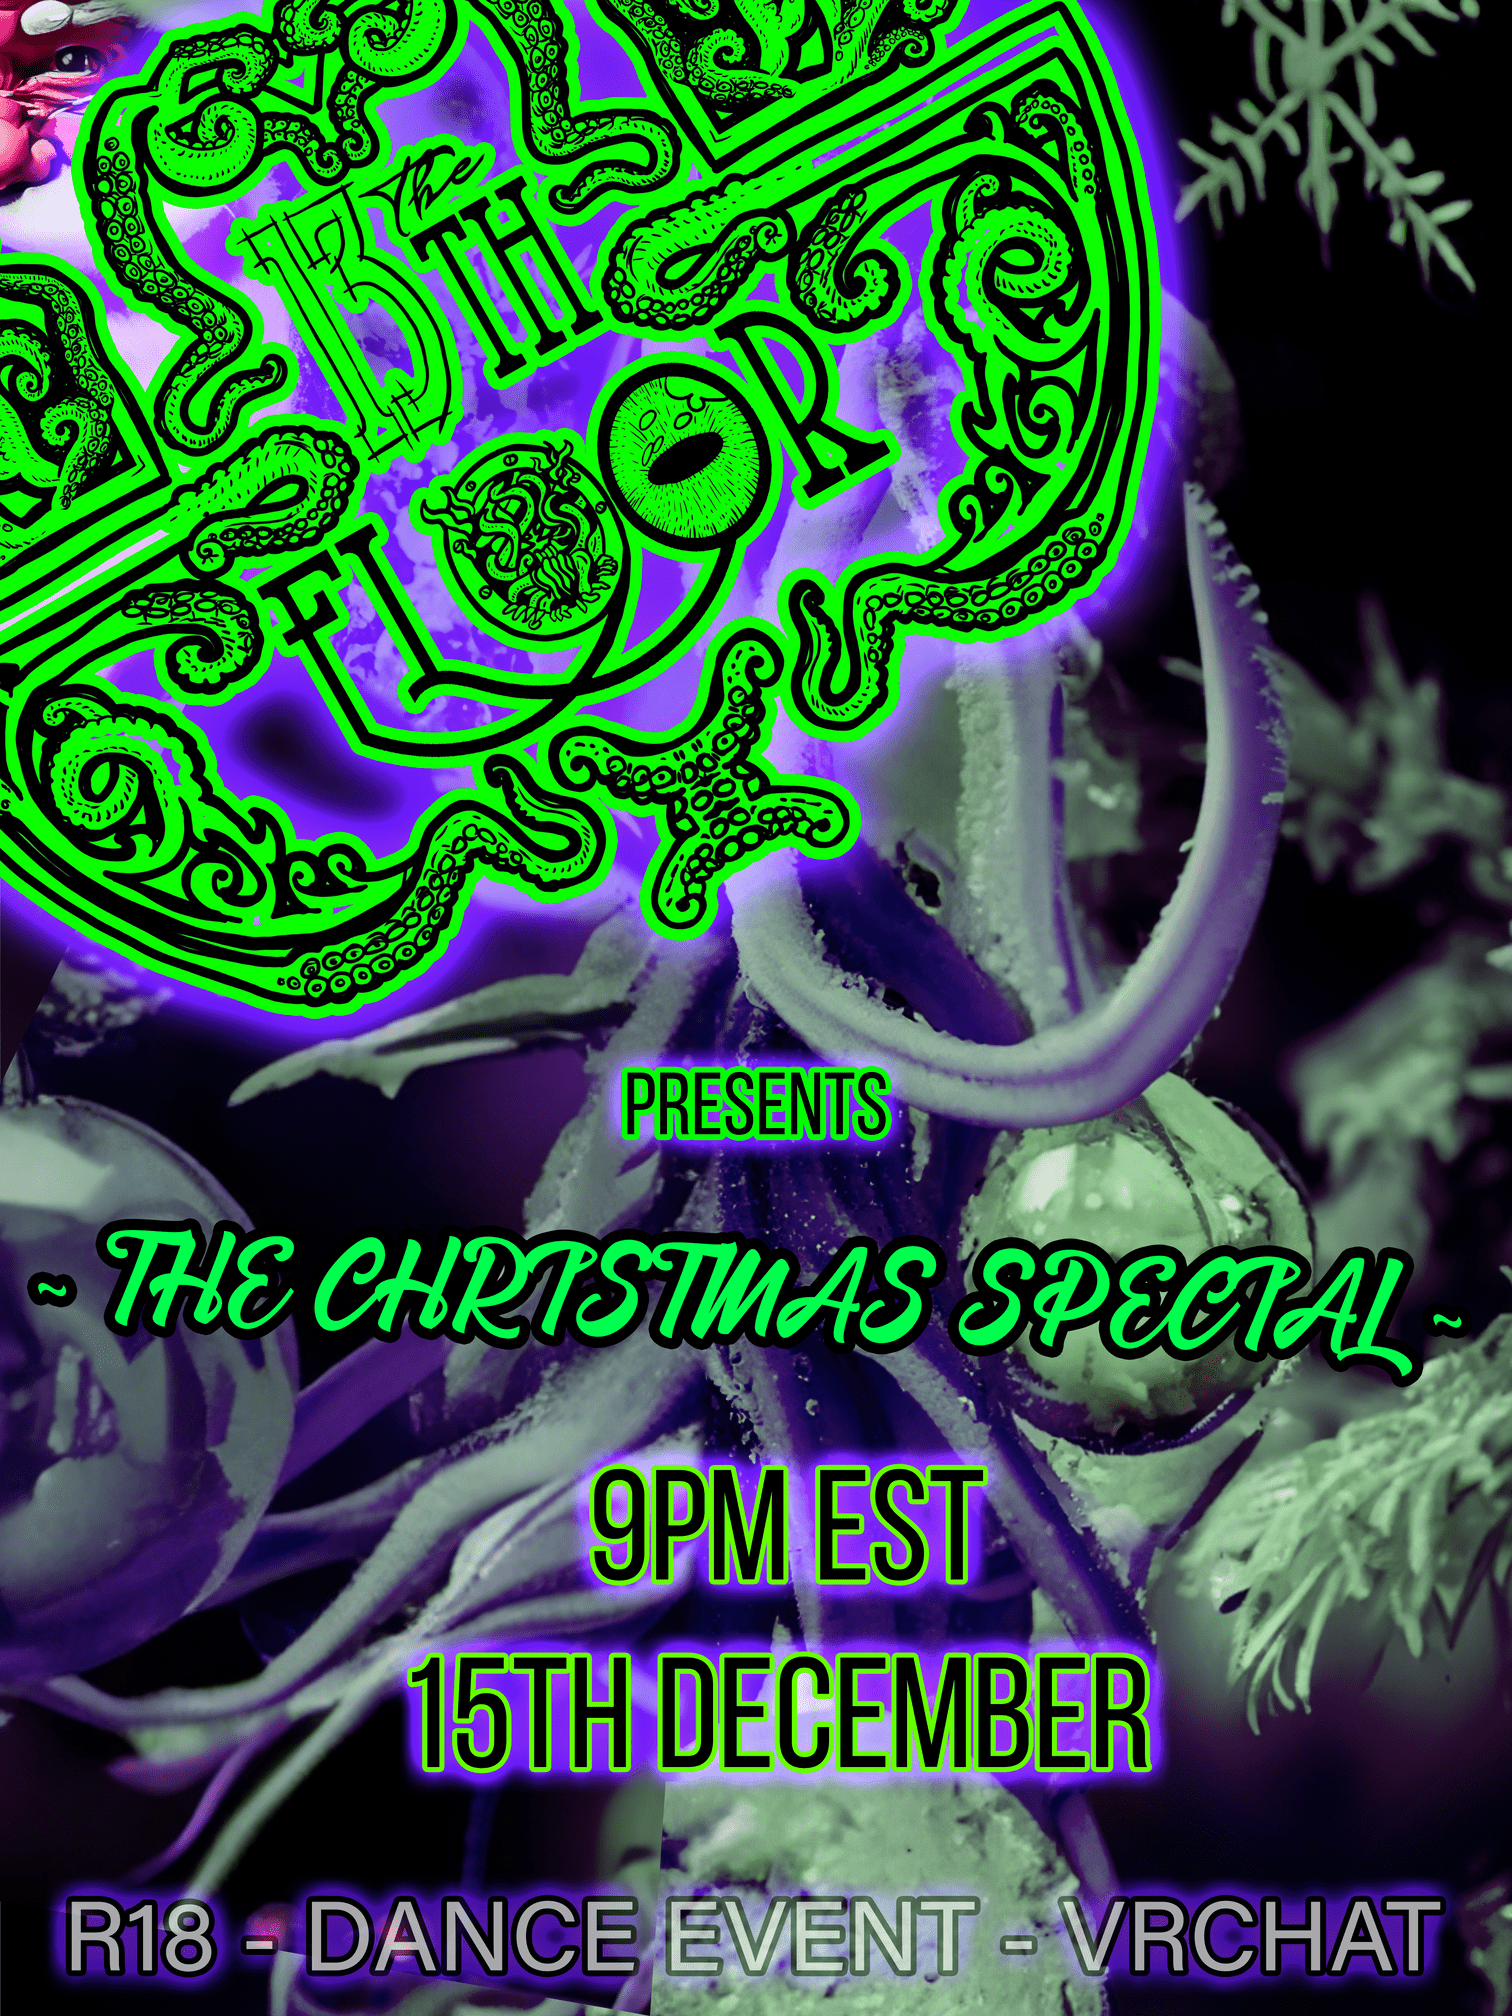 the
13TH
FLOOR
PRESENTS
~ THE CHRISTMAS SPECIAL ~
9PM EST
15TH DECEMBER
R18 - DANCE EVENT - VRCHAT